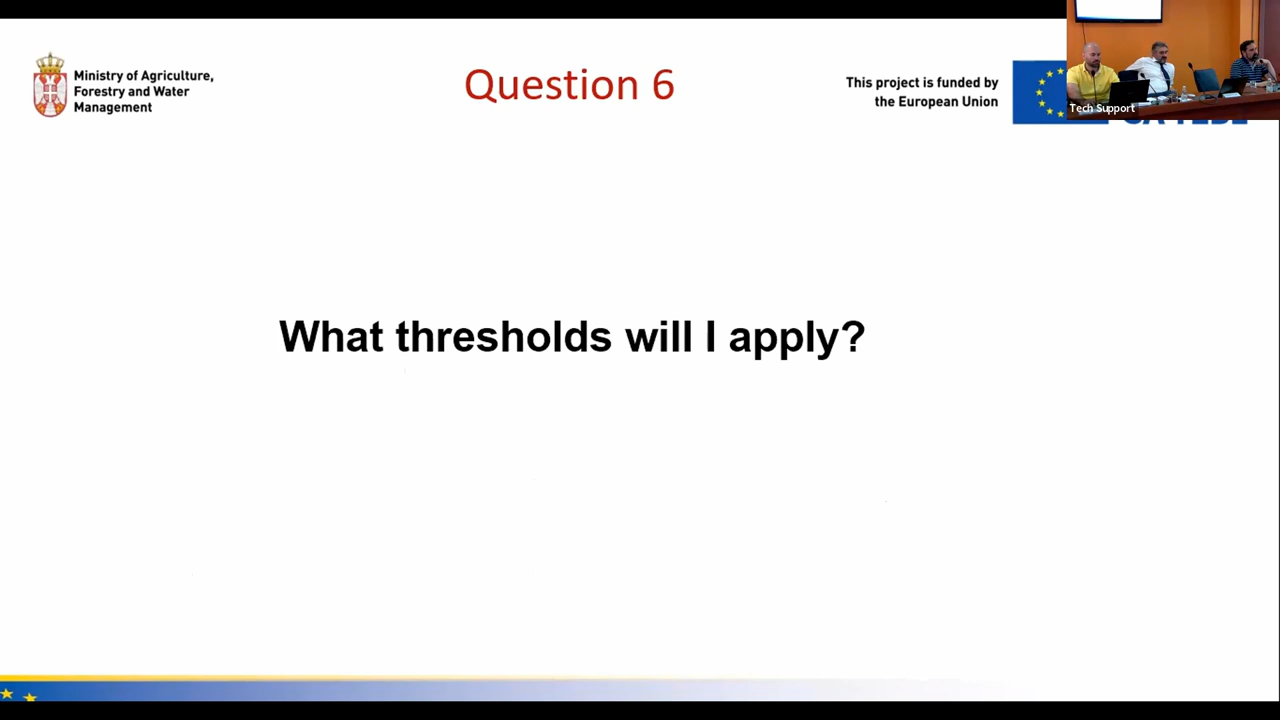 Ministry of Agriculture,
Forestry and Water
Management
Question 6
This project is funded by
the European Union
Tech Support
What thresholds will I apply?